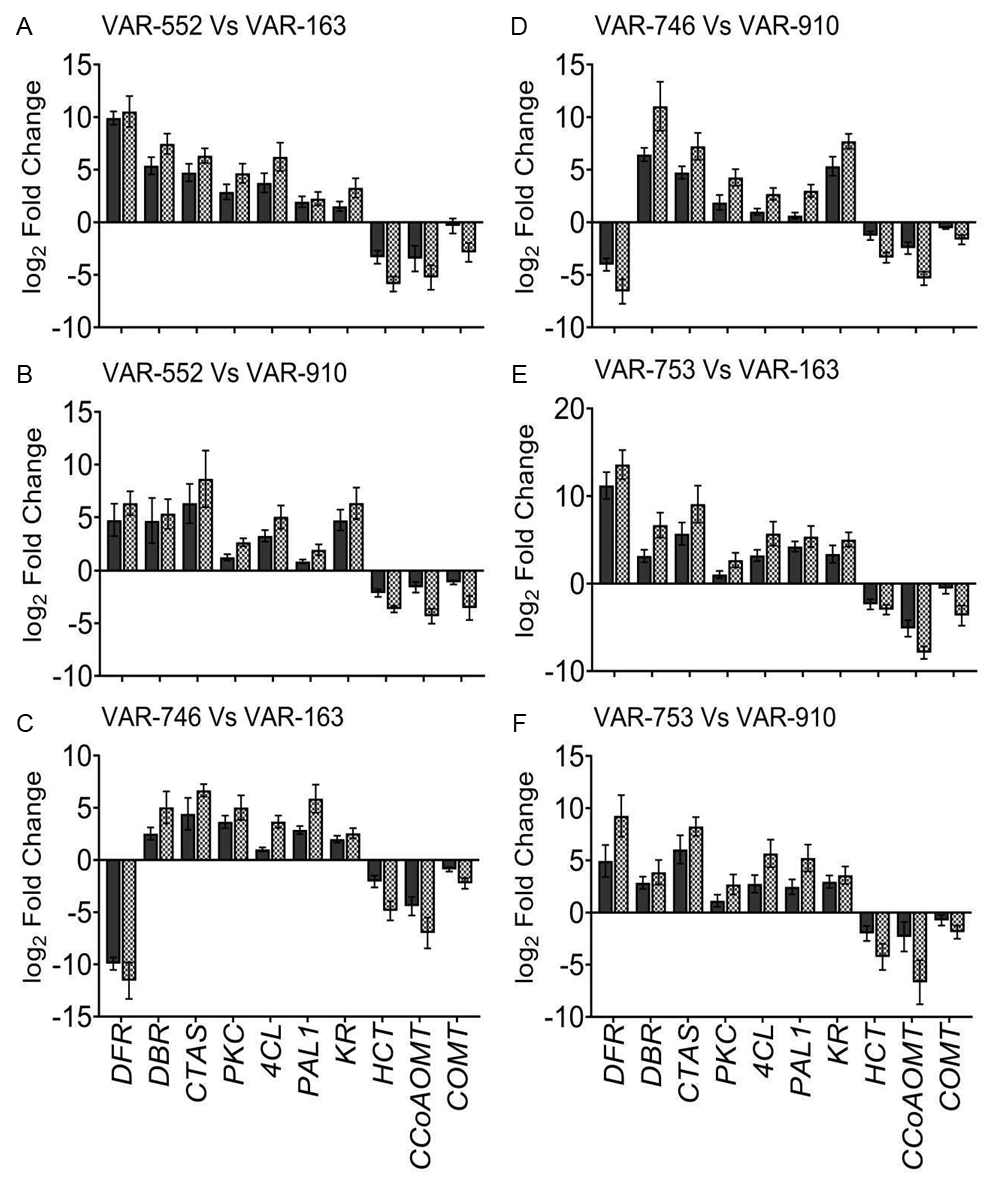 A
VAR-552 Vs VAR-163
log2 Fold Change
15
10
5
0
-5
-10
B
VAR-552 Vs VAR-910
log2 Fold Change
15
10
5
0
-5
-10
C
VAR-746 Vs VAR-163
log2 Fold Change
10
5
0
-5
-10
-15
DFR
DBR
CTAS
PKC
4CL
PAL1
KR
HCT
CCoAOMT
COMT
D
VAR-746 Vs VAR-910
log2 Fold Change
15
10
5
0
-5
-10
E
VAR-753 Vs VAR-163
log2 Fold Change
20
10
0
-10
F
VAR-753 Vs VAR-910
log2 Fold Change
15
10
5
0
-5
-10
DFR
DBR
CTAS
PKC
4CL
PAL1
KR
HCT
CCoAOMT
COMT